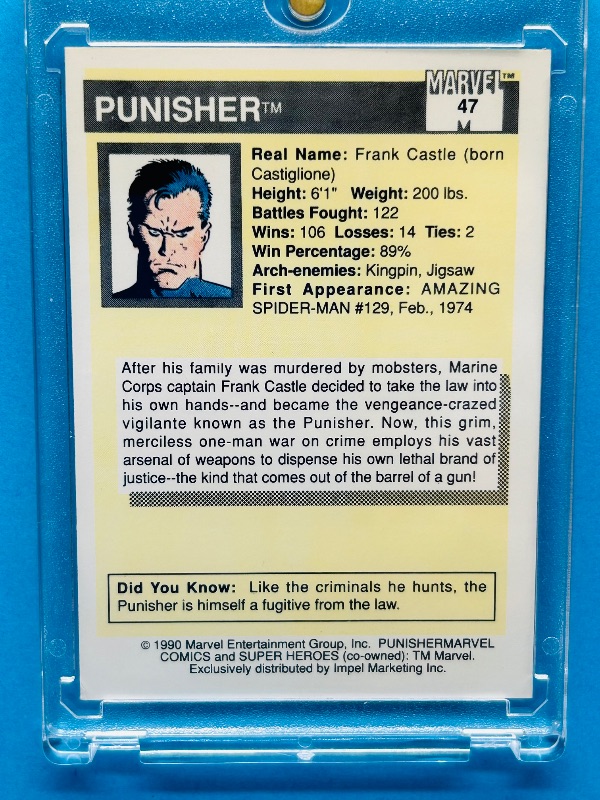 MARVEL™
PUNISHER™
47
M
Real Name: Frank Castle (born
Castiglione)
Height: 6'1" Weight: 200 lbs.
Battles Fought: 122
Wins: 106 Losses: 14 Ties: 2
Win Percentage: 89%
Arch-enemies: Kingpin, Jigsaw
First Appearance: AMAZING
SPIDER-MAN #129, Feb., 1974
After his family was murdered by mobsters, Marine
Corps captain Frank Castle decided to take the law into
his own hands--and became the vengeance-crazed
vigilante known as the Punisher. Now, this grim,
merciless one-man war on crime employs his vast
arsenal of weapons to dispense his own lethal brand of
justice--the kind that comes out of the barrel of a gun!
Did You Know: Like the criminals he hunts, the
Punisher is himself a fugitive from the law.
© 1990 Marvel Entertainment Group, Inc. PUNISHERMARVEL
COMICS and SUPER HEROES (co-owned): TM Marvel.
Exclusively distributed by Impel Marketing Inc.